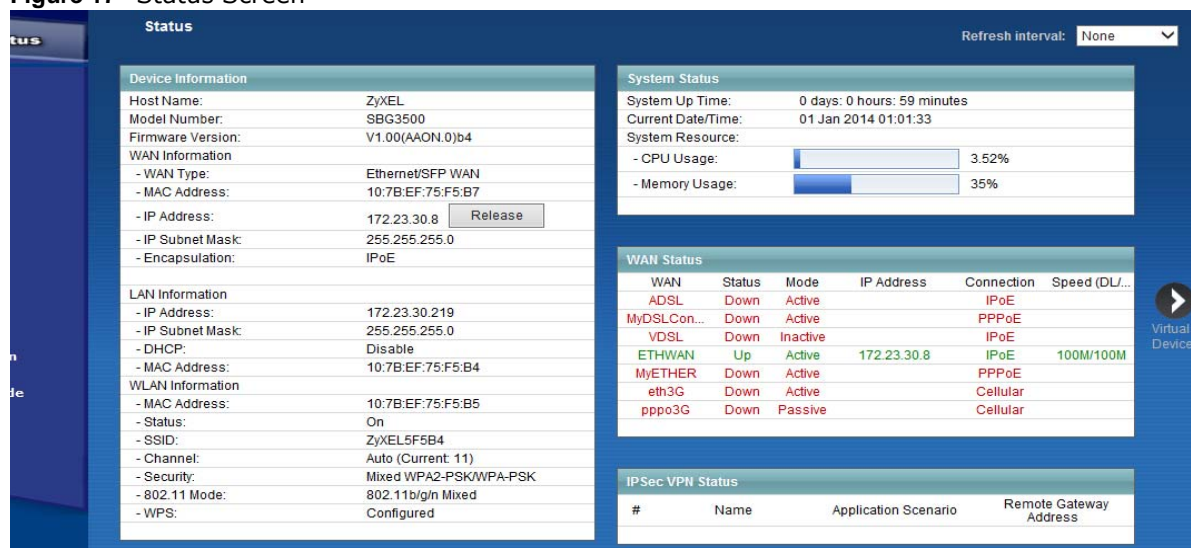 Figure 17 Status Screen
tus
Status
Refresh interval: None
Device Information
Host Name: ZyXEL
Model Number: SBG3500
Firmware Version: V1.00(AAON.0)b4
WAN Information
- WAN Type: Ethernet/SFP WAN
- MAC Address: 10:7B:EF:75:F5:B7
- IP Address: 172.23.30.8 Release
- IP Subnet Mask: 255.255.255.0
- Encapsulation: IPoE
LAN Information
- IP Address: 172.23.30.219
- IP Subnet Mask: 255.255.255.0
- DHCP: Disable
- MAC Address: 10:7B:EF:75:F5:B4
WLAN Information
- MAC Address: 10:7B:EF:75:F5:B5
- Status: On
- SSID: ZyXEL5F5B4
- Channel: Auto (Current: 11)
- Security: Mixed WPA2-PSK/WPA-PSK
- 802.11 Mode: 802.11b/g/n Mixed
- WPS: Configured
System Status
System Up Time: 0 days: 0 hours: 59 minutes
Current Date/Time: 01 Jan 2014 01:01:33
System Resource:
- CPU Usage: 3.52%
- Memory Usage: 35%
WAN Status
WAN Status Mode IP Address Connection Speed (DL/...
ADSL Down Active IPoE
MyDSLCon... Down Active PPPoE
VDSL Down Inactive IPoE
ETHWAN Up Active 172.23.30.8 IPoE 100M/100M
MyETHER Down Active PPPoE
eth3G Down Active Cellular
pppo3G Down Passive Cellular
IPSec VPN Status
# Name Application Scenario Remote Gateway
Address
Virtual
Device
n
de